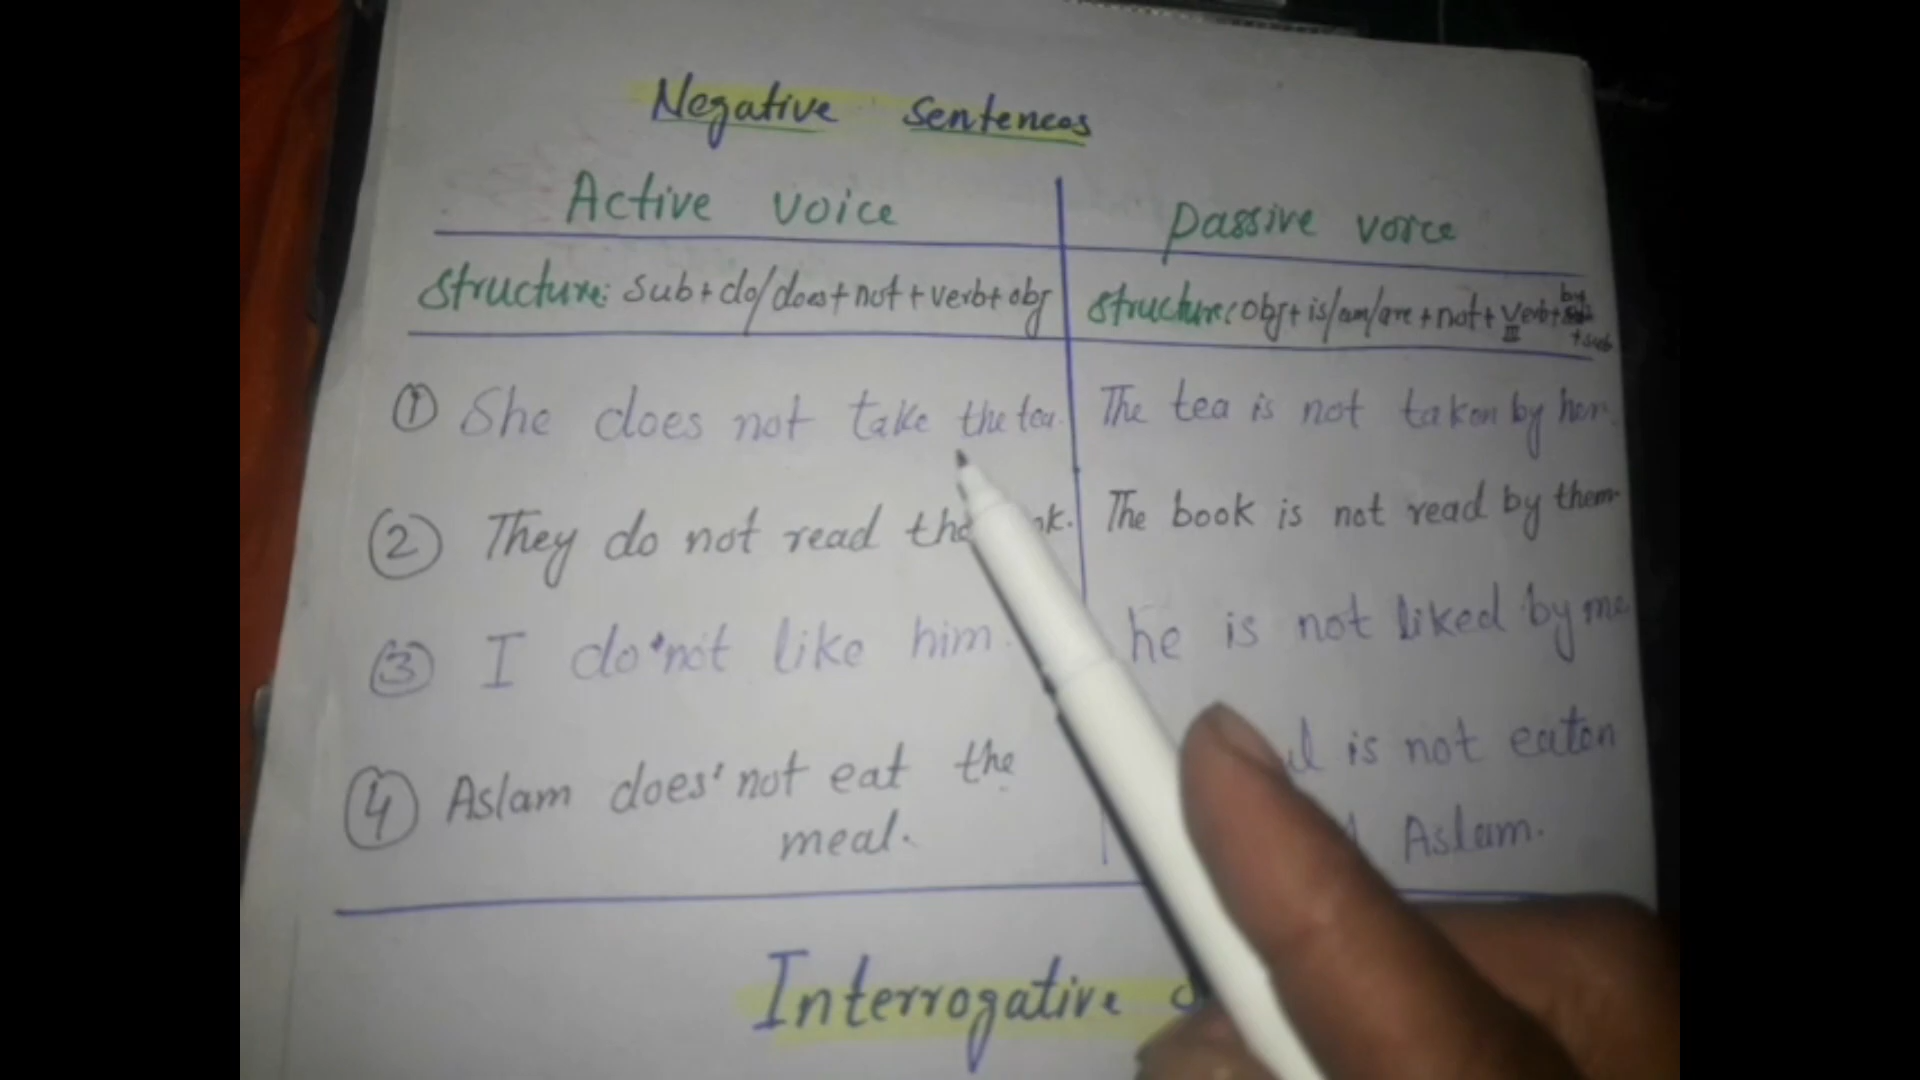 Negative Sentences
Active voice
Passive voice
Structure: sub+do/does+not+verb+obj
Structure: obj+is/am/are+not+verb+by
III
+sub
① She does not take the tea.
The tea is not taken by her.
② They do not read the
The book is not read by them.
③ I do not like him.
he is not liked by me
④ Aslam does not eat the
meal.
is not eaten
Aslam.
Interrogative